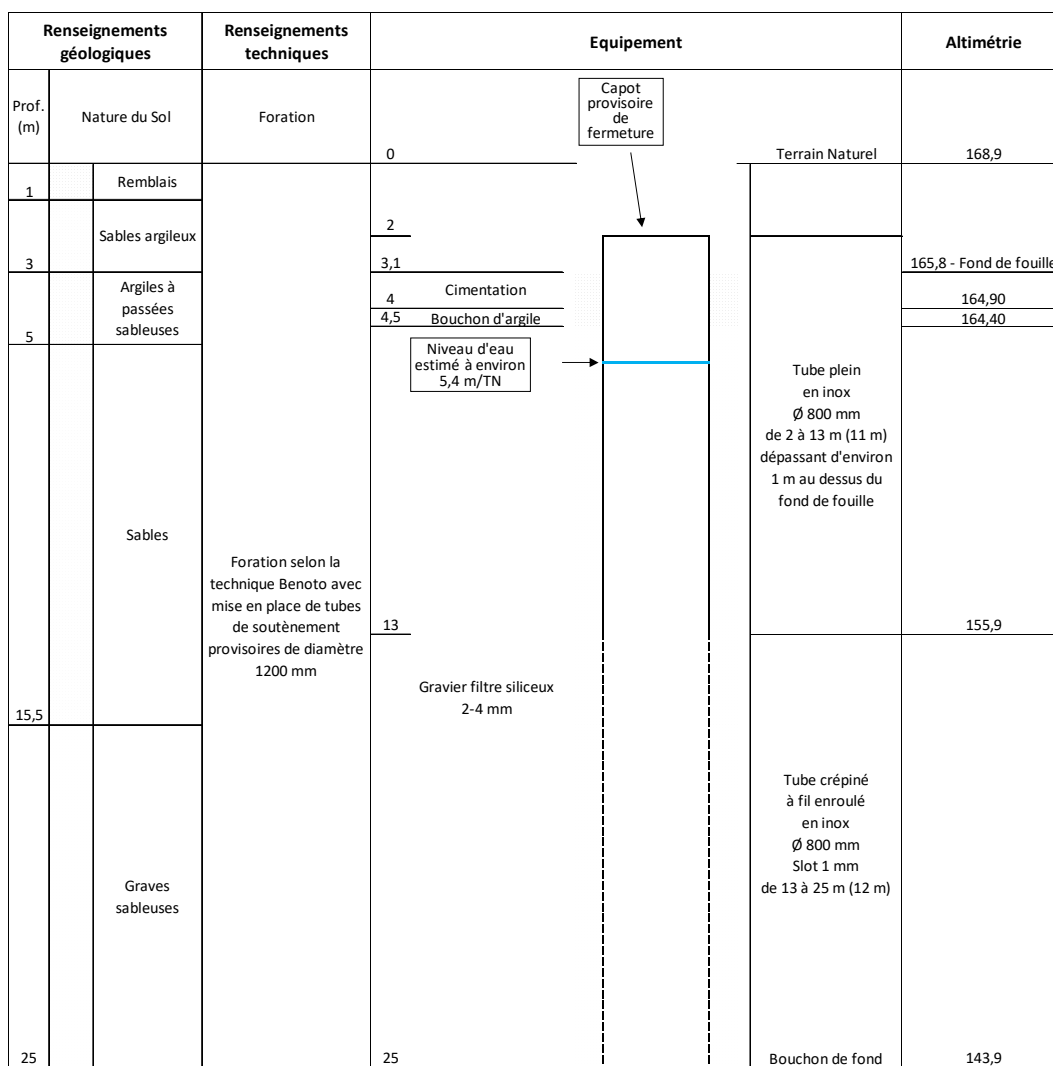 Renseignements
géologiques
Renseignements
techniques
Equipement
Altimétrie
Prof.
(m)
Nature du Sol
Foration
Capot
provisoire
de
fermeture
0
Terrain Naturel
168,9
1
Remblais
Sables argileux
2
3
3,1
165,8 - Fond de fouille
Argiles à
passées
sableuses
Cimentation
4
164,90
4,5
Bouchon d'argile
164,40
5
Niveau d'eau
estimé à environ
5,4 m/TN
Tube plein
en inox
Ø 800 mm
de 2 à 13 m (11 m)
dépassant d'environ
1 m au dessus du
fond de fouille
Sables
Foration selon la
technique Benoto avec
mise en place de tubes
de soutènement
provisoires de diamètre
1200 mm
13
155,9
Gravier filtre siliceux
2-4 mm
15,5
Tube crépiné
à fil enroulé
en inox
Ø 800 mm
Slot 1 mm
de 13 à 25 m (12 m)
Graves
sableuses
25
25
Bouchon de fond
143,9